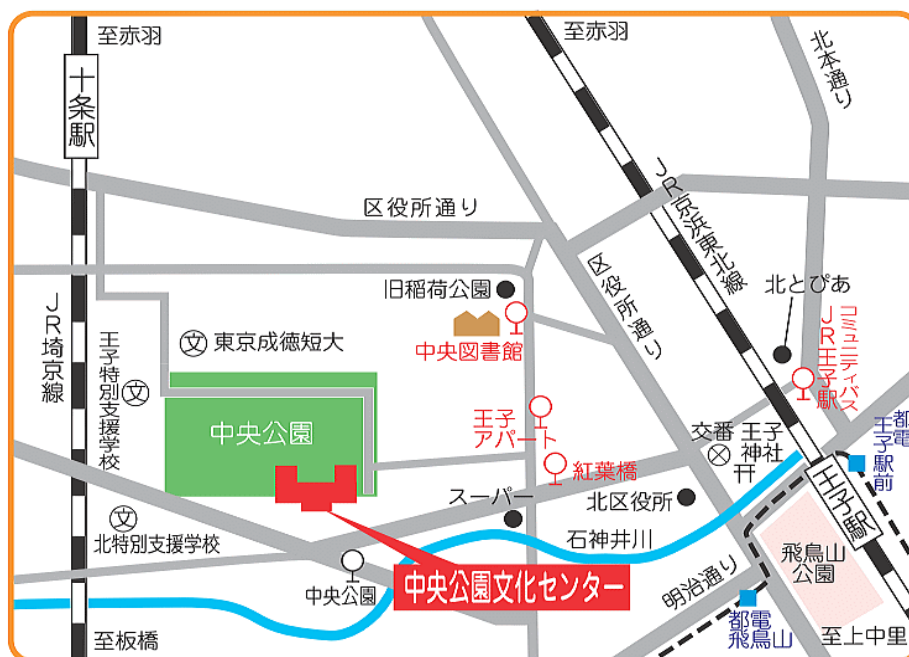 至赤羽
至赤羽
北本通り
十条駅
JR京浜東北線
区役所通り
区役所通り
旧稲荷公園
北とぴあ
コミュニティバス
JR王子駅
JR埼京線
王子特別支援学校
文
東京成徳短大
文
中央図書館
中央公園
王子
アパート
交番
王子
神社
都電
王子駅前
紅葉橋
スーパー
北区役所
王子駅
文
北特別支援学校
石神井川
飛鳥山
公園
中央公園
中央公園文化センター
明治通り
都電
飛鳥山
至板橋
至上中里